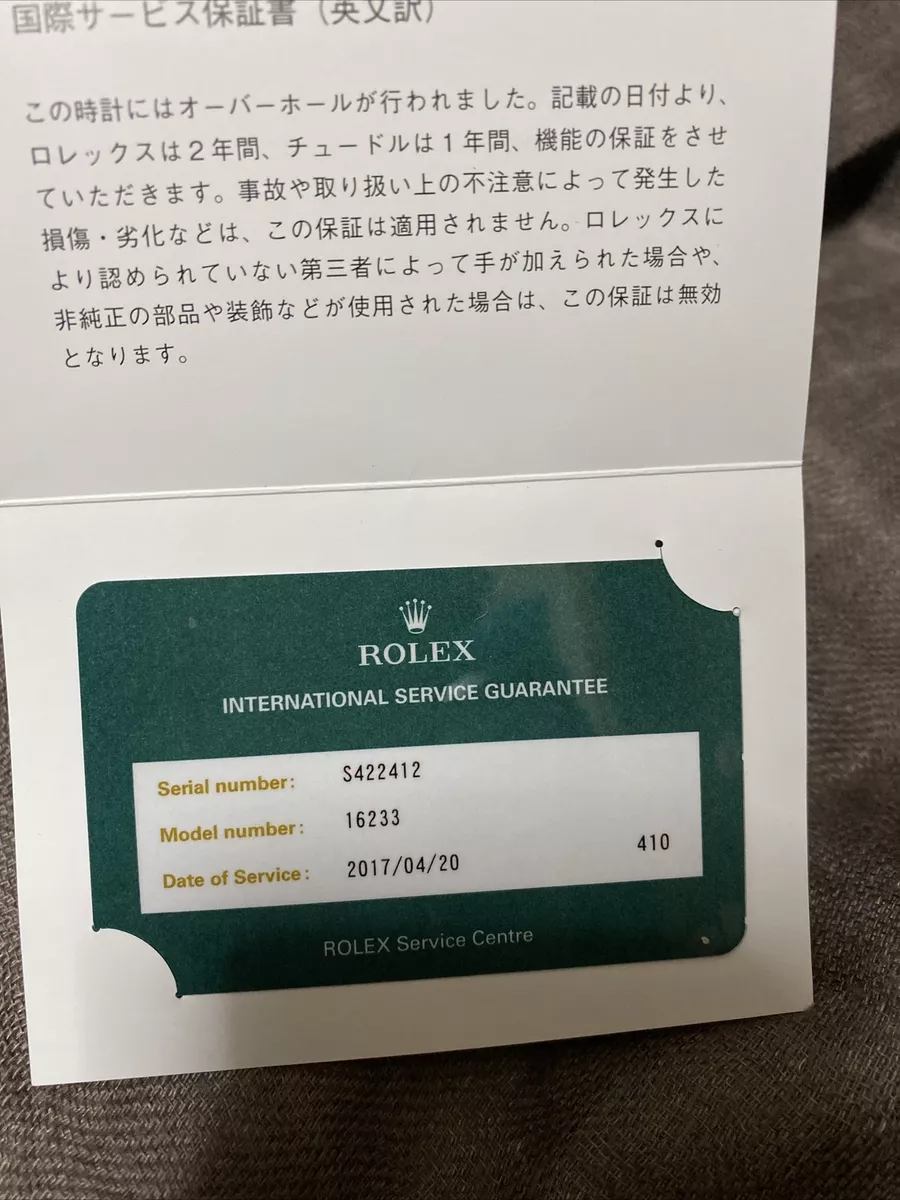 国際サービス保証書（英文訳）
この時計にはオーバーホールが行われました。記載の日付より、
ロレックスは２年間、チュードルは１年間、機能の保証をさせ
ていただきます。事故や取り扱い上の不注意によって発生した
損傷・劣化などは、この保証は適用されません。ロレックスに
より認められていない第三者によって手が加えられた場合や、
非純正の部品や装飾などが使用された場合は、この保証は無効
となります。
ROLEX
INTERNATIONAL SERVICE GUARANTEE
Serial number: S422412
Model number: 16233
Date of Service: 2017/04/20 410
ROLEX Service Centre